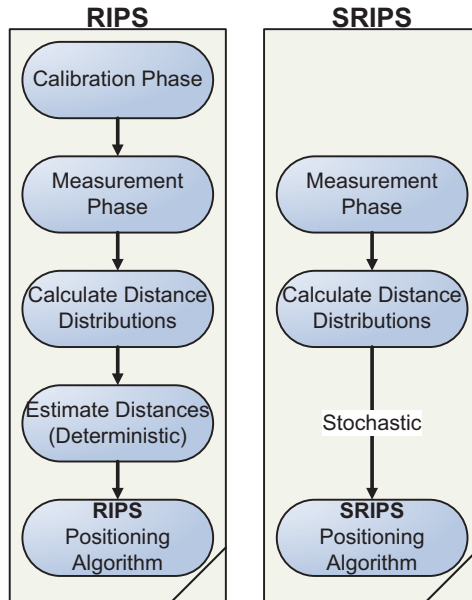 RIPS
Calibration Phase
Measurement
Phase
Calculate Distance
Distributions
Estimate Distances
(Deterministic)
RIPS
Positioning
Algorithm
SRIPS
Measurement
Phase
Calculate Distance
Distributions
Stochastic
SRIPS
Positioning
Algorithm